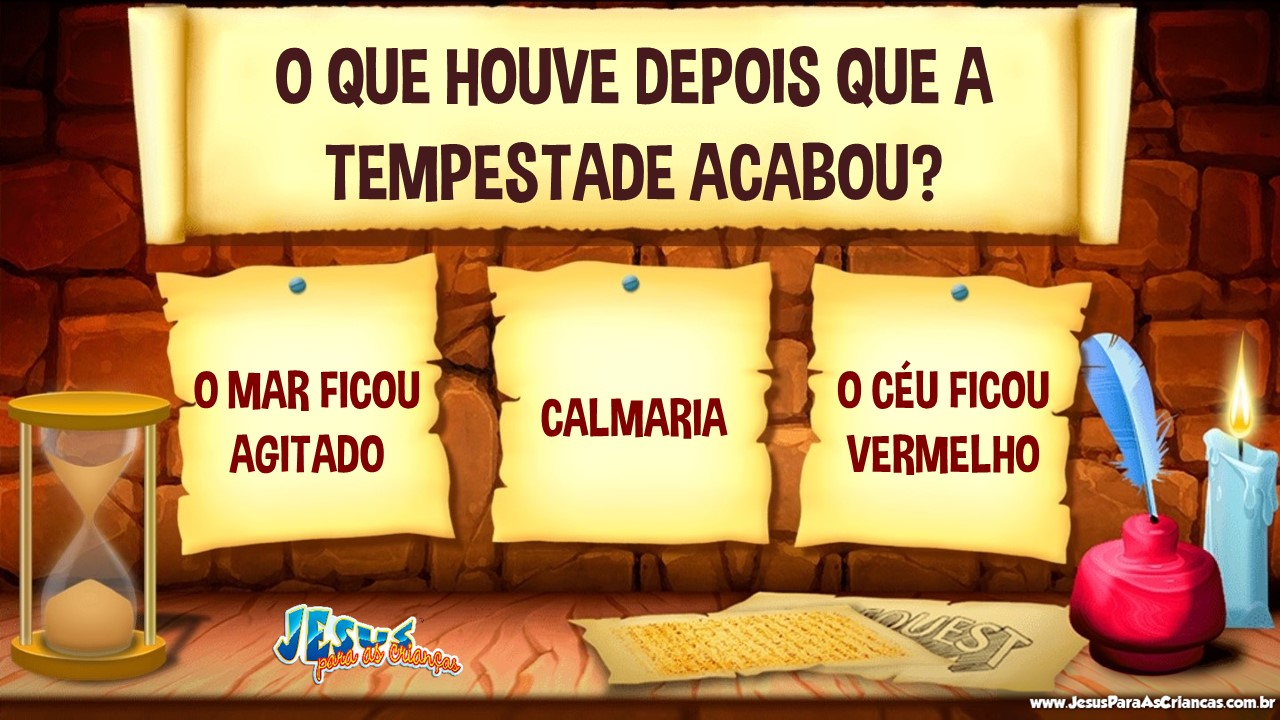 O QUE HOUVE DEPOIS QUE A
TEMPESTADE ACABOU?
O MAR FICOU
AGITADO
CALMARIA
O CÉU FICOU
VERMELHO
JESUS
para as crianças
QUEST
www.JesusParaAsCriancas.com.br